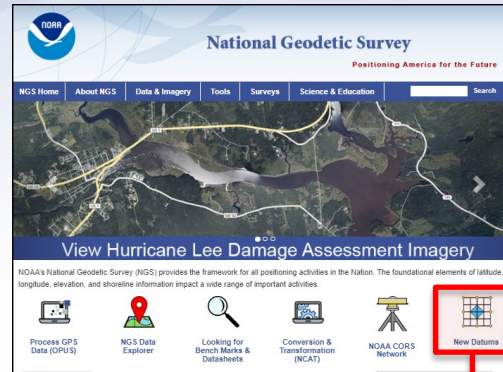 NOAA
National Geodetic Survey
Positioning America for the Future
NGS Home About NGS Data & Imagery Tools Surveys Science & Education Search
View Hurricane Lee Damage Assessment Imagery
NOAA's National Geodetic Survey (NGS) provides the framework for all positioning activities in the Nation. The foundational elements of latitude,
longitude, elevation, and shoreline information impact a wide range of important activities.
Process GPS
Data (OPUS)
NGS Data
Explorer
Looking for
Bench Marks &
Datasheets
Conversion &
Transformation
(NCAT)
NOAA CORS
Network
New Datums